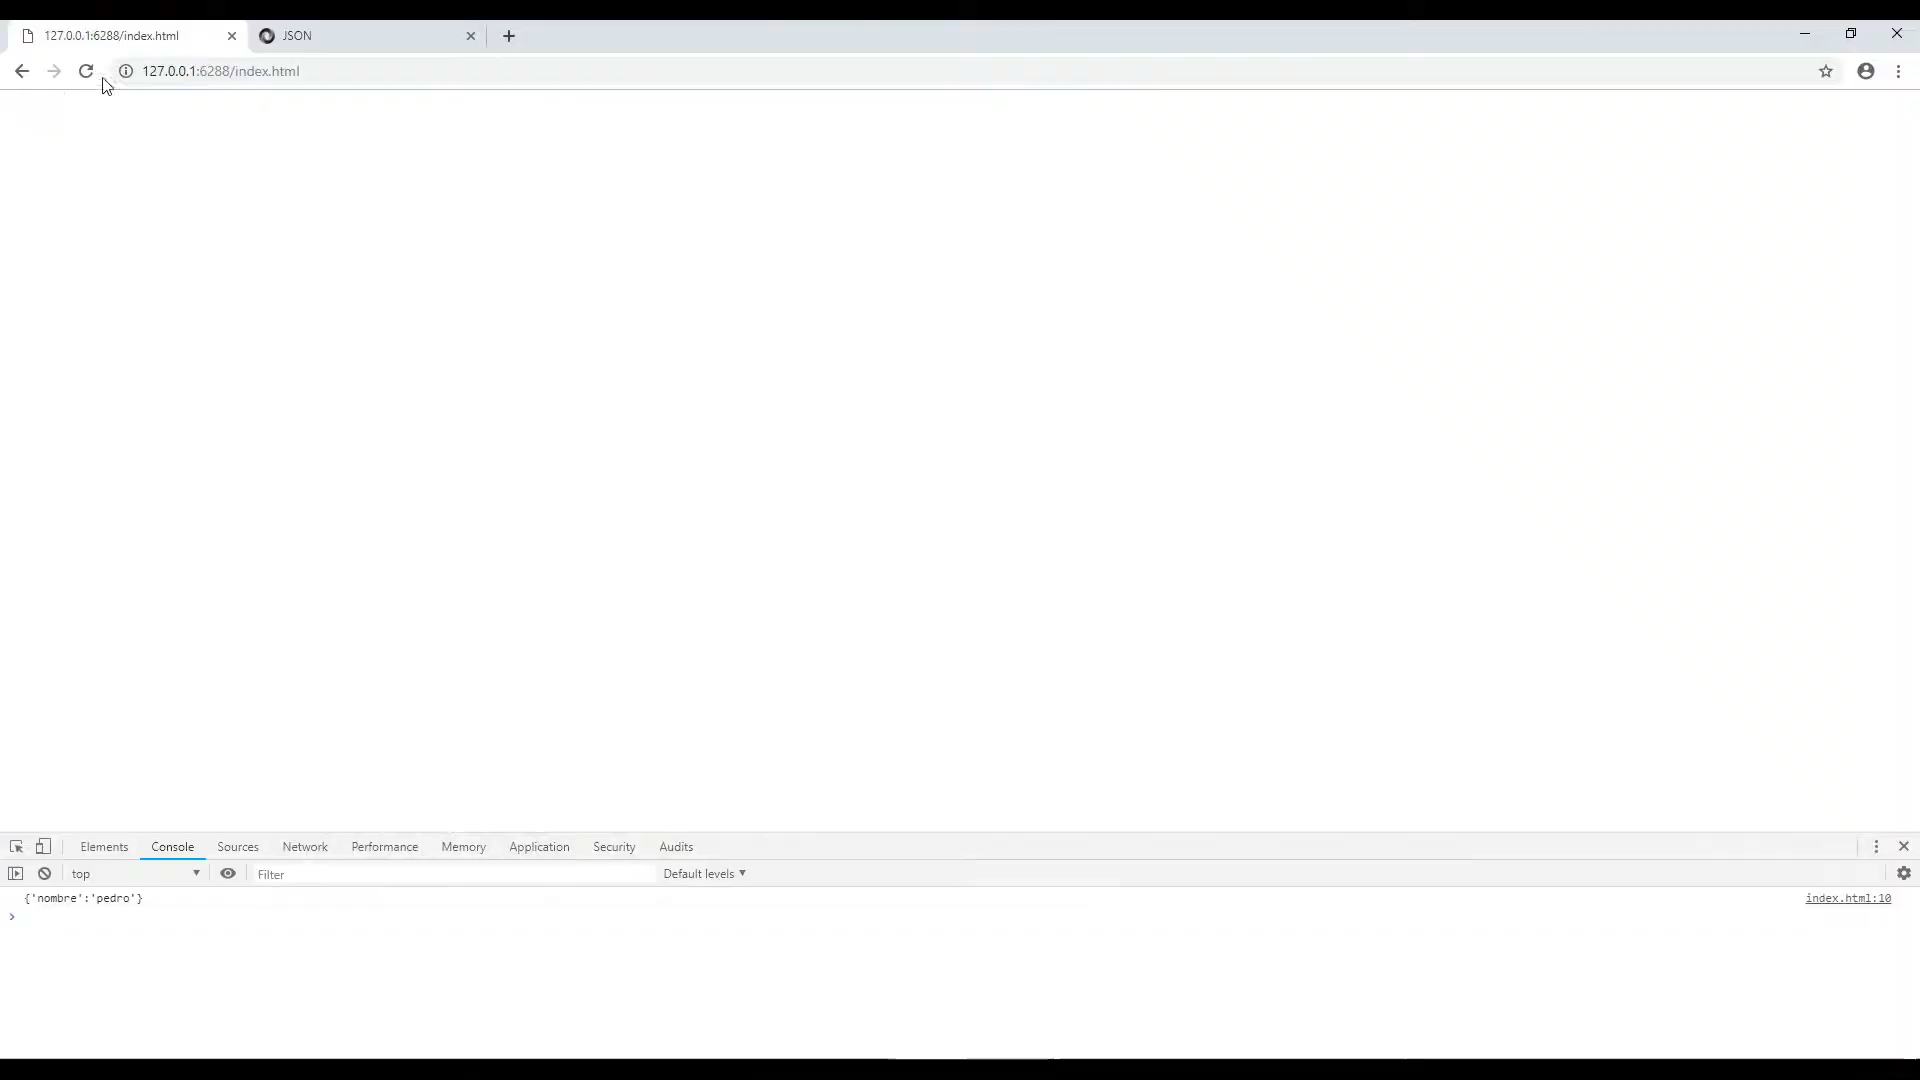 127.0.0.1:6288/index.html
JSON
127.0.0.1:6288/index.html
Elements Console Sources Network Performance Memory Application Security Audits
top Filter Default levels
{'nombre':'pedro'} index.html:10